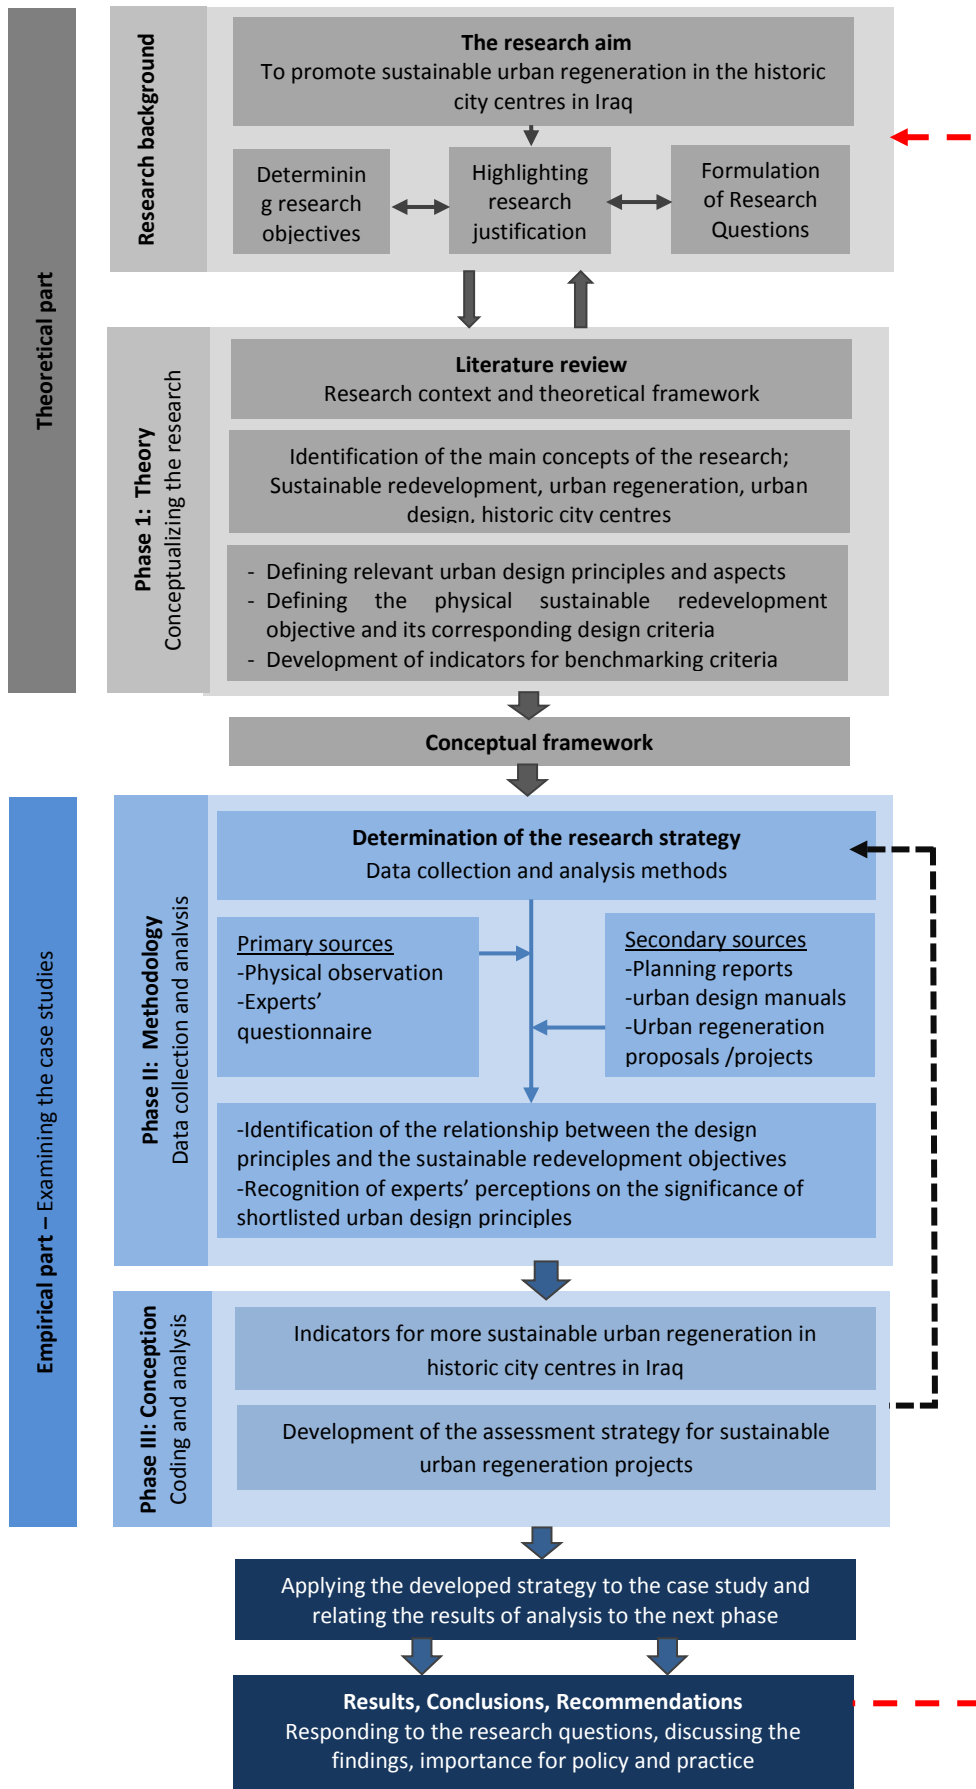 Theoretical part
Research background
The research aim
To promote sustainable urban regeneration in the historic
city centres in Iraq
Determinin
g research
objectives
Highlighting
research
justification
Formulation
of Research
Questions
Phase 1:  Theory
Conceptualizing the research
Literature review
Research context and theoretical framework
Identification of the main concepts of the research;
Sustainable redevelopment, urban regeneration, urban
design, historic city centres
- Defining relevant urban design principles and aspects
- Defining the physical sustainable redevelopment
objective and its corresponding design criteria
- Development of indicators for benchmarking criteria
Conceptual framework
Empirical part – Examining the case studies
Phase II:  Methodology
Data collection and analysis
Determination of the research strategy
Data collection and analysis methods
Primary sources
-Physical observation
-Experts’
questionnaire
Secondary sources
-Planning reports
-urban design manuals
-Urban regeneration
proposals /projects
-Identification of the relationship between the design
principles and the sustainable redevelopment objectives
-Recognition of experts’ perceptions on the significance of
shortlisted urban design principles
Phase III: Conception
Coding and analysis
Indicators for more sustainable urban regeneration in
historic city centres in Iraq
Development of the assessment strategy for sustainable
urban regeneration projects
Applying the developed strategy to the case study and
relating the results of analysis to the next phase
Results, Conclusions, Recommendations
Responding to the research questions, discussing the
findings, importance for policy and practice